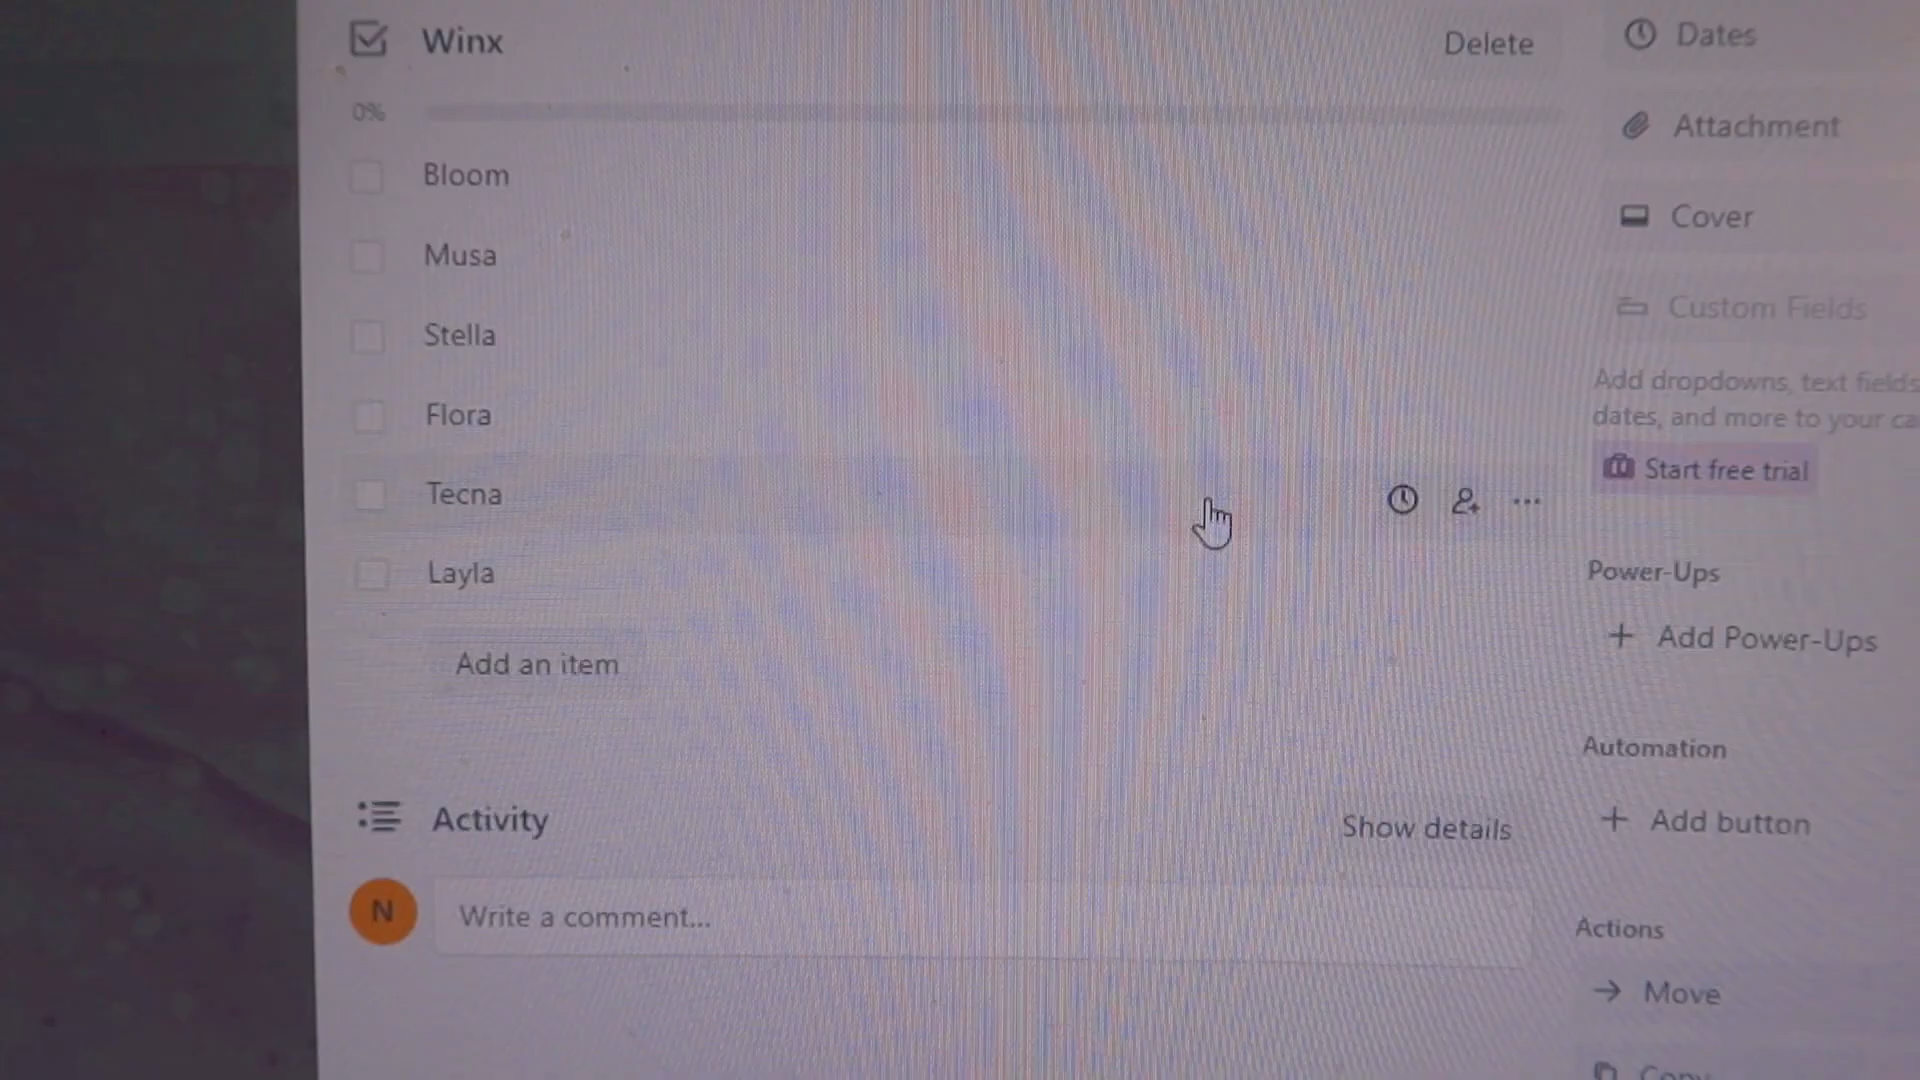 Winx
Delete
0%
Bloom
Musa
Stella
Flora
Tecna
Layla
Add an item
Activity
Show details
N
Write a comment...
Dates
Attachment
Cover
Custom Fields
Add dropdowns, text fields
dates, and more to your
Start free trial
Power-Ups
+ Add Power-Ups
Automation
+ Add button
Actions
→ Move